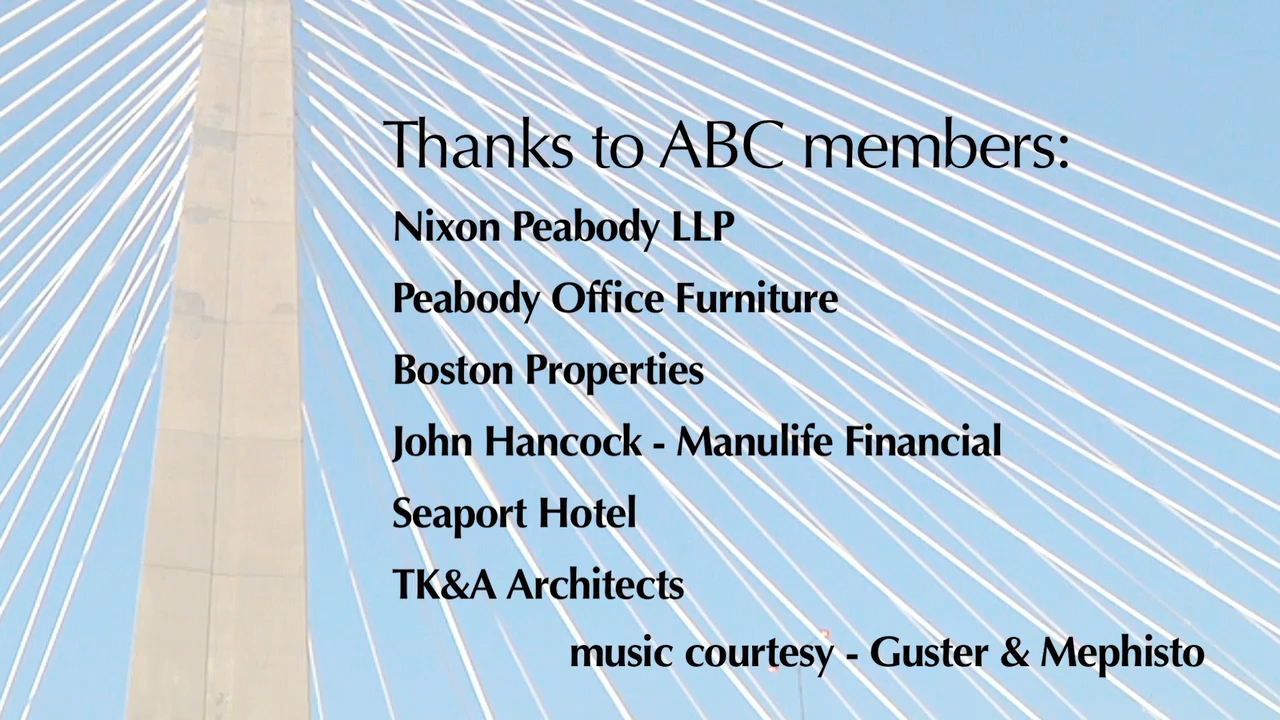 Thanks to ABC members:
Nixon Peabody LLP
Peabody Office Furniture
Boston Properties
John Hancock - Manulife Financial
Seaport Hotel
TK&A Architects
music courtesy - Guster & Mephisto